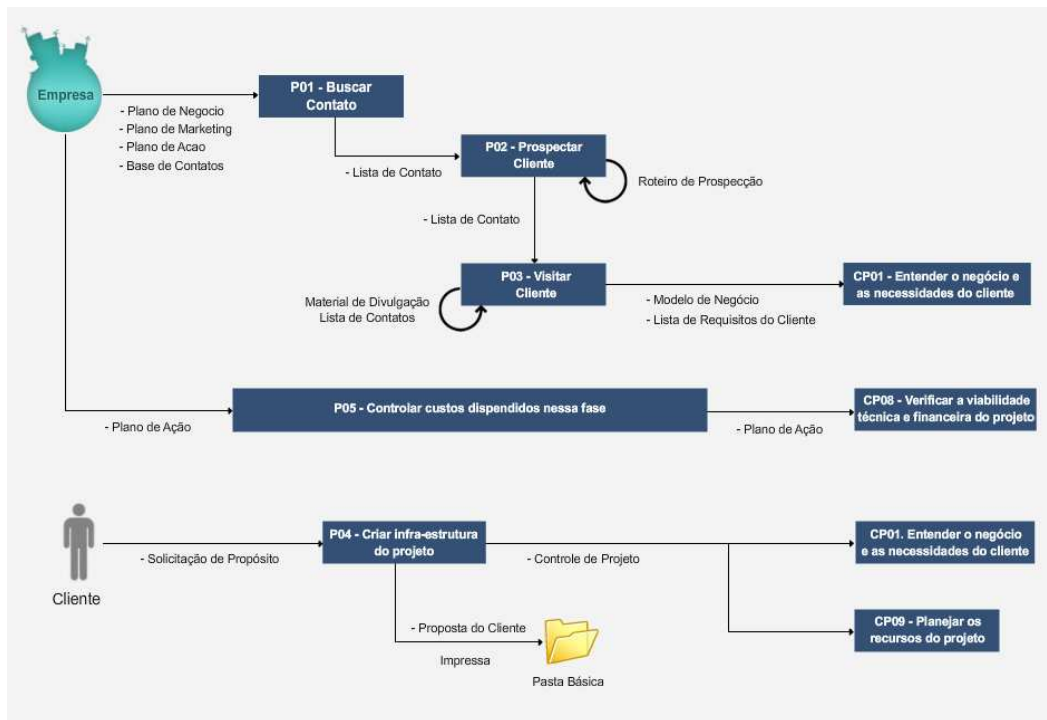 Empresa
P01 - Buscar
Contato
- Plano de Negocio
- Plano de Marketing
- Plano de Acao
- Base de Contatos
P02 - Prospectar
Cliente
- Lista de Contato
Roteiro de Prospecção
- Lista de Contato
P03 - Visitar
Cliente
CP01 - Entender o negócio e
as necessidades do cliente
Material de Divulgação
Lista de Contatos
- Modelo de Negócio
- Lista de Requisitos do Cliente
P05 - Controlar custos dispendidos nessa fase
CP08 - Verificar a viabilidade
técnica e financeira do projeto
- Plano de Ação
- Plano de Ação
P04 - Criar infra-estrutura
do projeto
CP01. Entender o negócio
e as necessidades do cliente
- Solicitação de Propósito
- Controle de Projeto
Cliente
- Proposta do Cliente
Impressa
CP09 - Planejar os
recursos do projeto
Pasta Básica